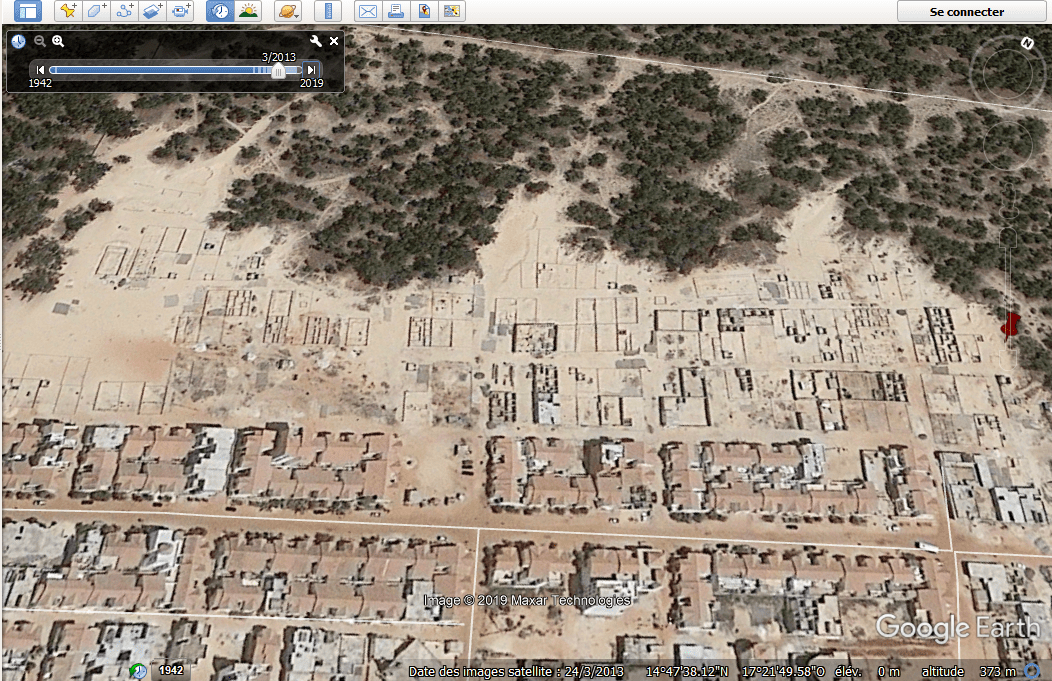 Se connecter
N
3/2013
1942
2019
Image © 2019 Maxar Technologies
Google Earth
1942
Date des images satellite : 24/3/2013 14°47'38.12"N 17°21'49.58"O élév. 0 m altitude 373 m